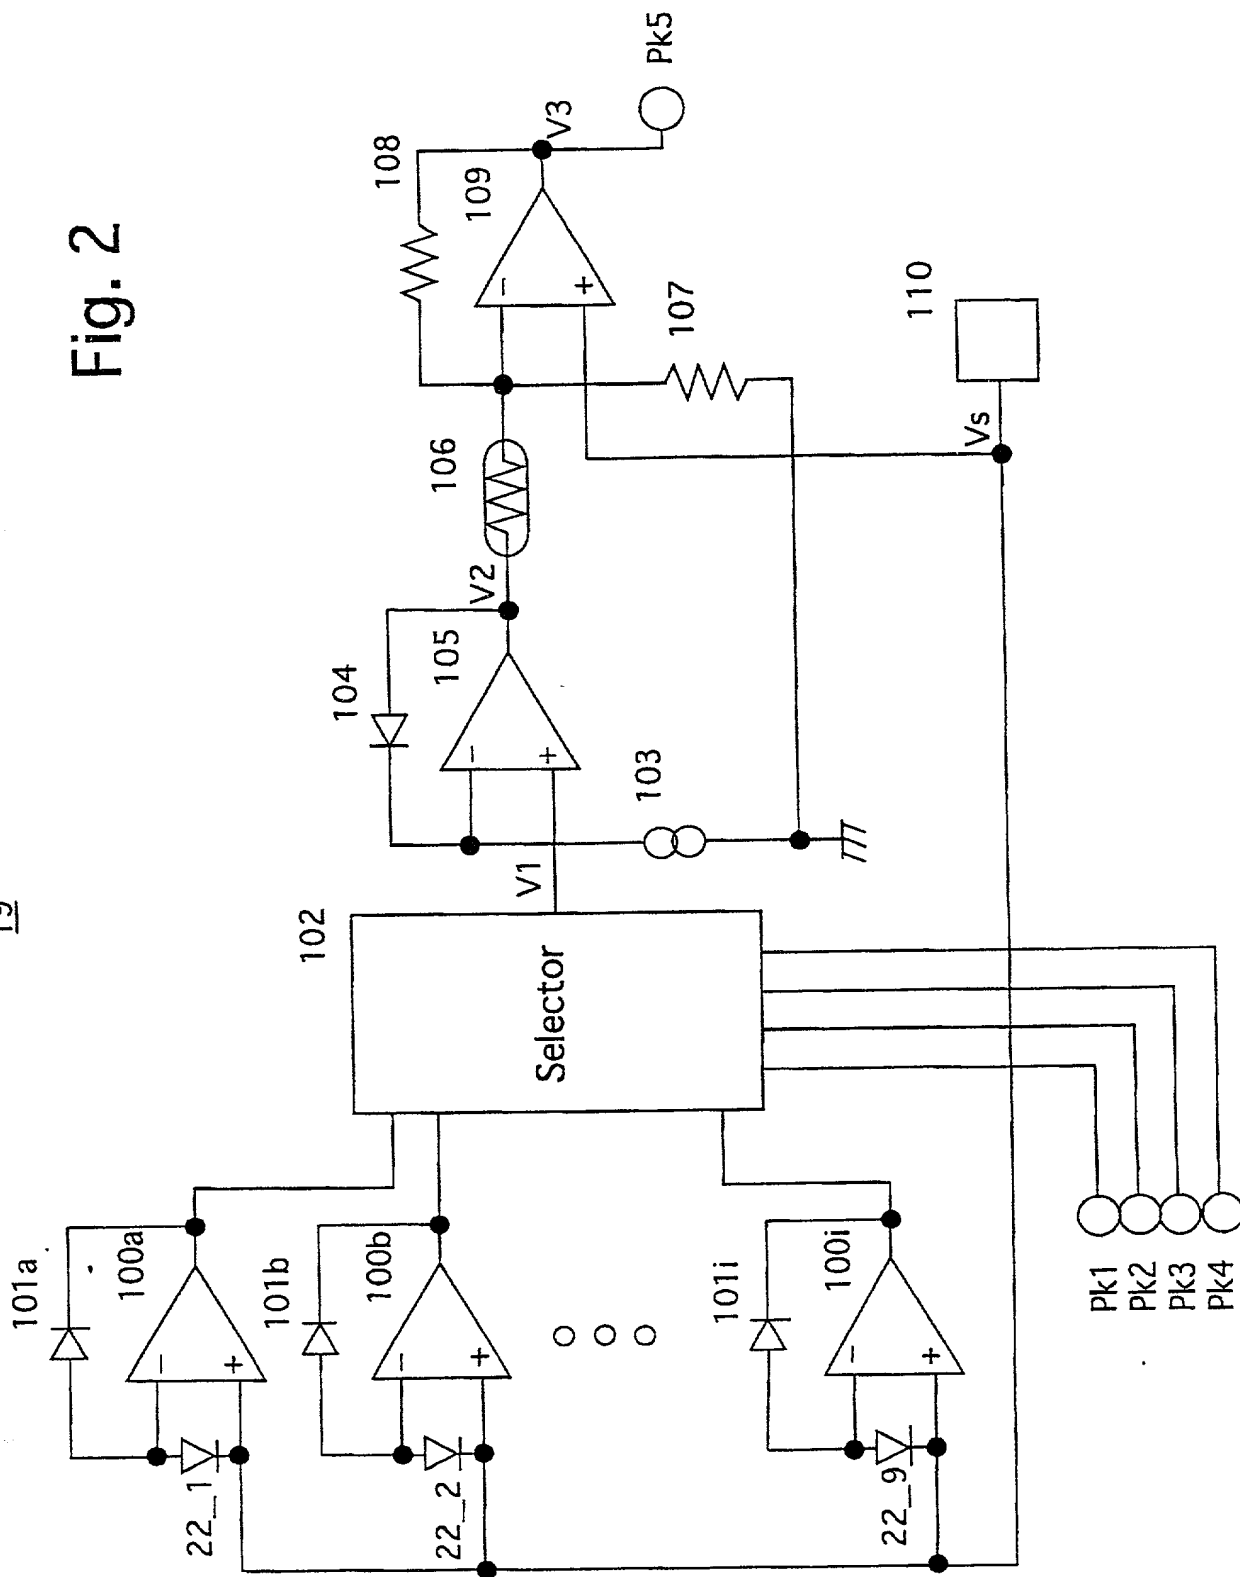 Fig. 2
19
101a
100a
22_1
101b
100b
22_2
101i
100i
22_9
102
Selector
Pk1
Pk2
Pk3
Pk4
V1
103
104
105
V2
106
107
108
109
V3
Pk5
Vs
110
-
+
-
+
-
+
-
+
-
+